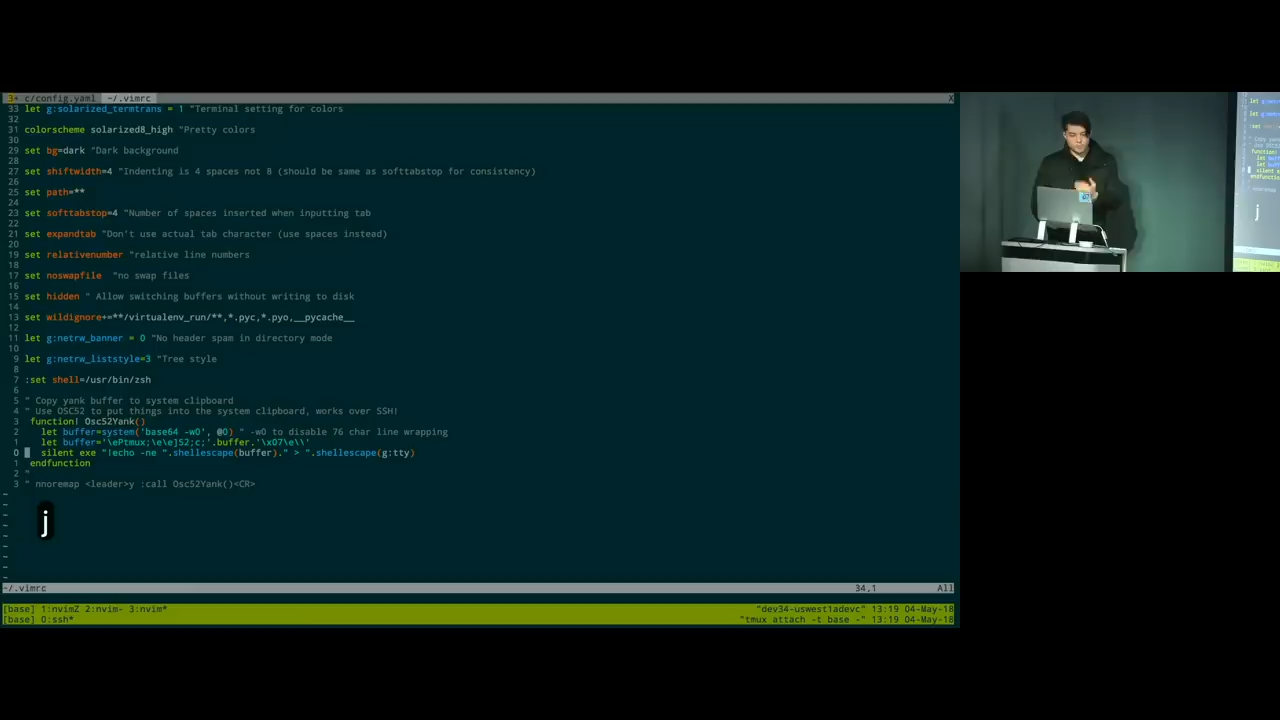 3+ c/config.yaml ~/.vimrc X
33 let g:solarized_termtrans = 1 "Terminal setting for colors
32
31 colorscheme solarized8_high "Pretty colors
30
29 set bg=dark "Dark background
28
27 set shiftwidth=4 "Indenting is 4 spaces not 8 (should be same as softtabstop for consistency)
26
25 set path=**
24
23 set softtabstop=4 "Number of spaces inserted when inputting tab
22
21 set expandtab "Don't use actual tab character (use spaces instead)
20
19 set relativenumber "relative line numbers
18
17 set noswapfile  "no swap files
16
15 set hidden " Allow switching buffers without writing to disk
14
13 set wildignore+=**/virtualenv_run/**,*.pyc,*.pyo,__pycache__
12
11 let g:netrw_banner = 0 "No header spam in directory mode
10
9 let g:netrw_liststyle=3 "Tree style
8
7 :set shell=/usr/bin/zsh
6
5 " Copy yank buffer to system clipboard
4 " Use OSC52 to put things into the system clipboard, works over SSH!
3  function! Osc52Yank()
2    let buffer=system('base64 -w0', @0) " -w0 to disable 76 char line wrapping
1    let buffer='\ePtmux;\e\e]52;c;'.buffer.'\x07\e\\'
0    silent exe "!echo -ne ".shellescape(buffer)." > ".shellescape(g:tty)
1  endfunction
2 "
3 " nnoremap <leader>y :call Osc52Yank()<CR>
~
~
~
~
~
~
~
~
~
j
~/.vimrc 34,1 All
[base] 1:nvimZ 2:nvim- 3:nvim* "dev34-uswest1adevc" 13:19 04-May-18
[base] 0:ssh* "tmux attach -t base -" 13:19 04-May-18
j